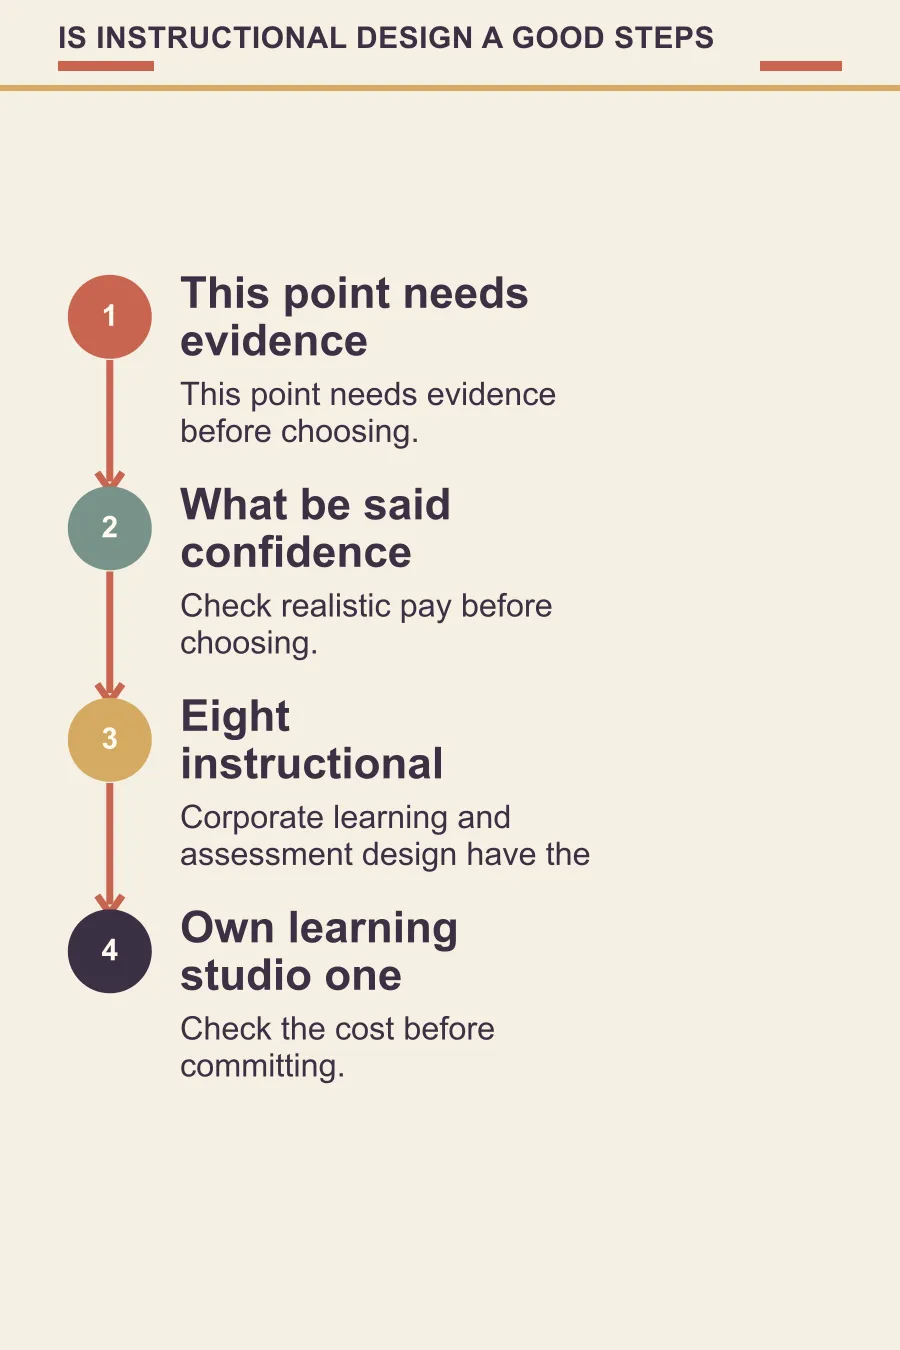 IS INSTRUCTIONAL DESIGN A GOOD STEPS
1
This point needs
evidence
This point needs evidence
before choosing.
2
What be said
confidence
Check realistic pay before
choosing.
3
Eight
instructional
Corporate learning and
assessment design have the
4
Own learning
studio one
Check the cost before
committing.